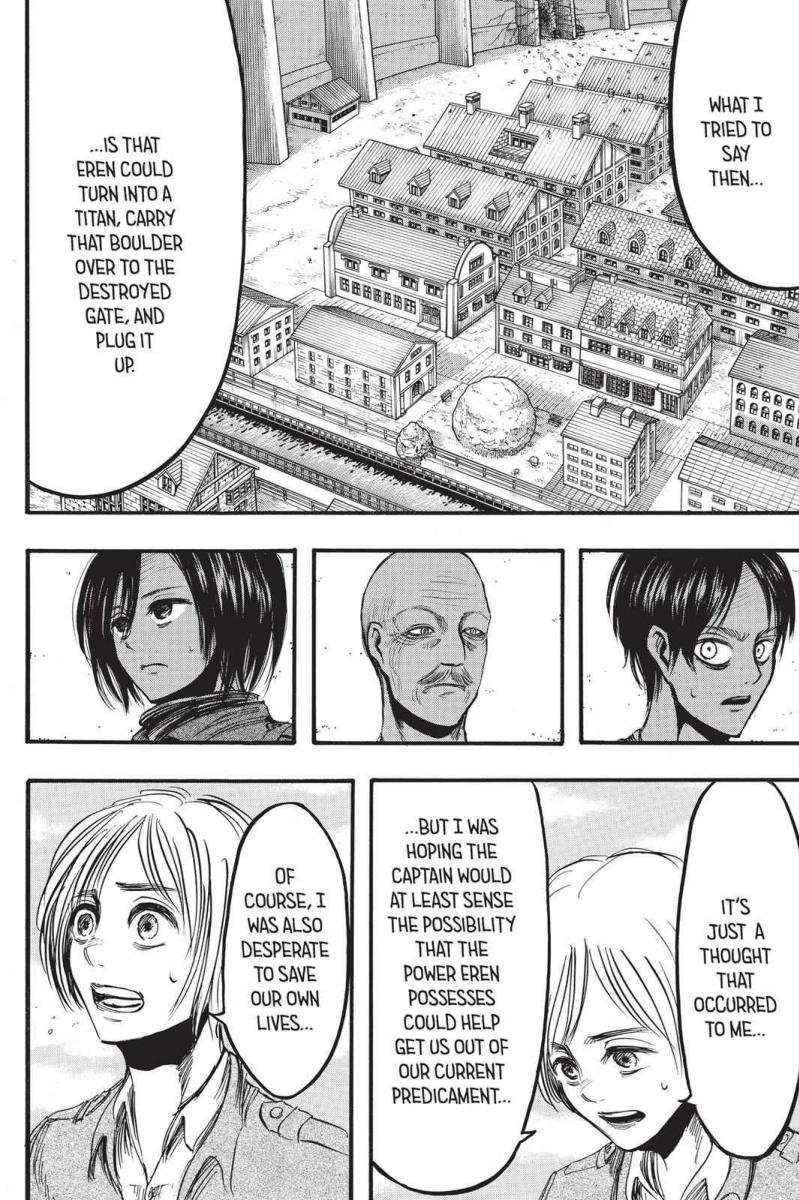 WHAT I
TRIED TO
SAY
THEN...
...IS THAT
EREN COULD
TURN INTO A
TITAN, CARRY
THAT BOULDER
OVER TO THE
DESTROYED
GATE, AND
PLUG IT
UP.
IT'S
JUST A
THOUGHT
THAT
OCCURRED
TO ME...
...BUT I WAS
HOPING THE
CAPTAIN WOULD
AT LEAST SENSE
THE POSSIBILITY
THAT THE
POWER EREN
POSSESSES
COULD HELP
GET US OUT OF
OUR CURRENT
PREDICAMENT...
OF
COURSE, I
WAS ALSO
DESPERATE
TO SAVE
OUR OWN
LIVES...